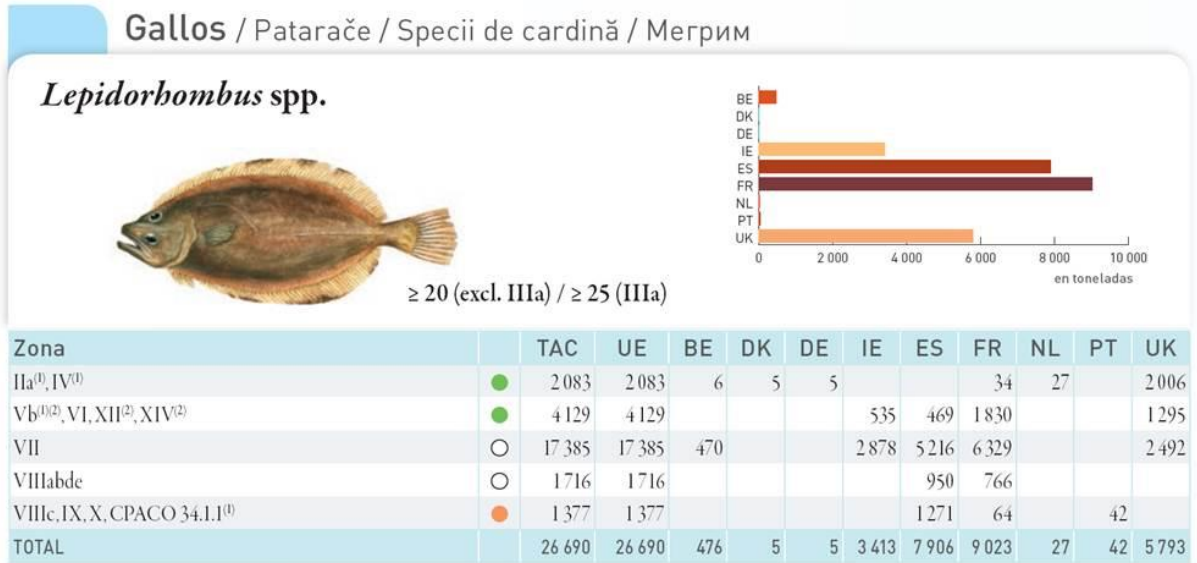 Gallos / Patarače / Specii de cardină / Мегрим
Lepidorhombus spp.
≥ 20 (excl. IIIa) / ≥ 25 (IIIa)
BE
DK
DE
IE
ES
FR
NL
PT
UK
0 2 000 4 000 6 000 8 000 10 000
en toneladas
Zona TAC UE BE DK DE IE ES FR NL PT UK
IIa(1), IV(1) 2 083 2 083 6 5 5 34 27 2 006
Vb(1)(2), VI, XII(2), XIV(2) 4 129 4 129 535 469 1 830 1 295
VII 17 385 17 385 470 2 878 5 216 6 329 2 492
VIIIabde 1 716 1 716 950 766
VIIIc, IX, X, CPACO 34.1.1(1) 1 377 1 377 1 271 64 42
TOTAL 26 690 26 690 476 5 5 3 413 7 906 9 023 27 42 5 793